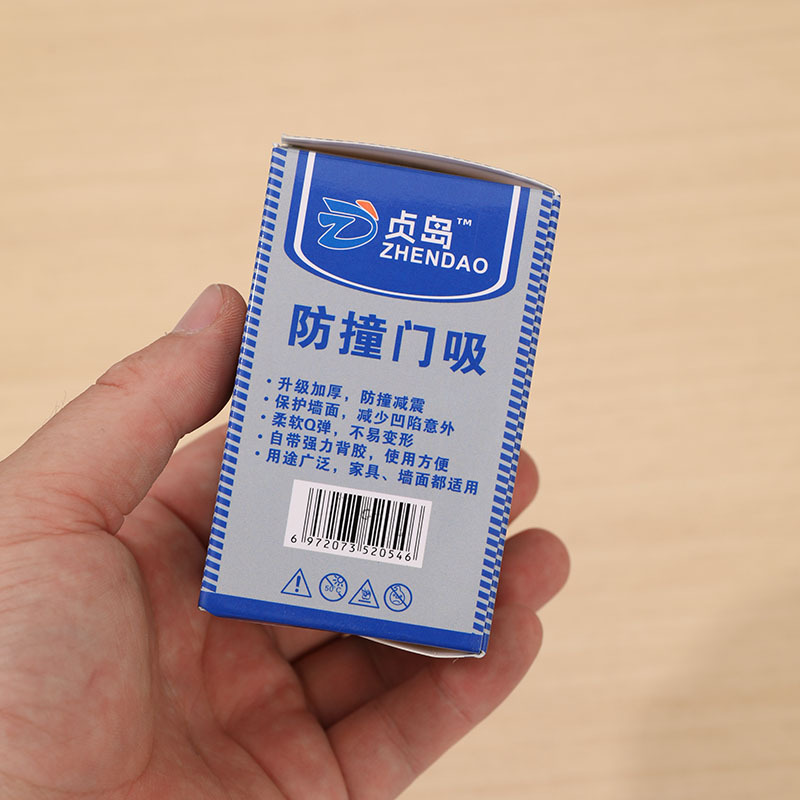 贞岛™
ZHENDAO
防撞门吸
· 升级加厚，防撞减震
· 保护墙面，减少凹陷意外
· 柔软Q弹，不易变形
· 自带强力背胶，使用方便
· 用途广泛，家具、墙面都适用
6 972073 520546
50°C